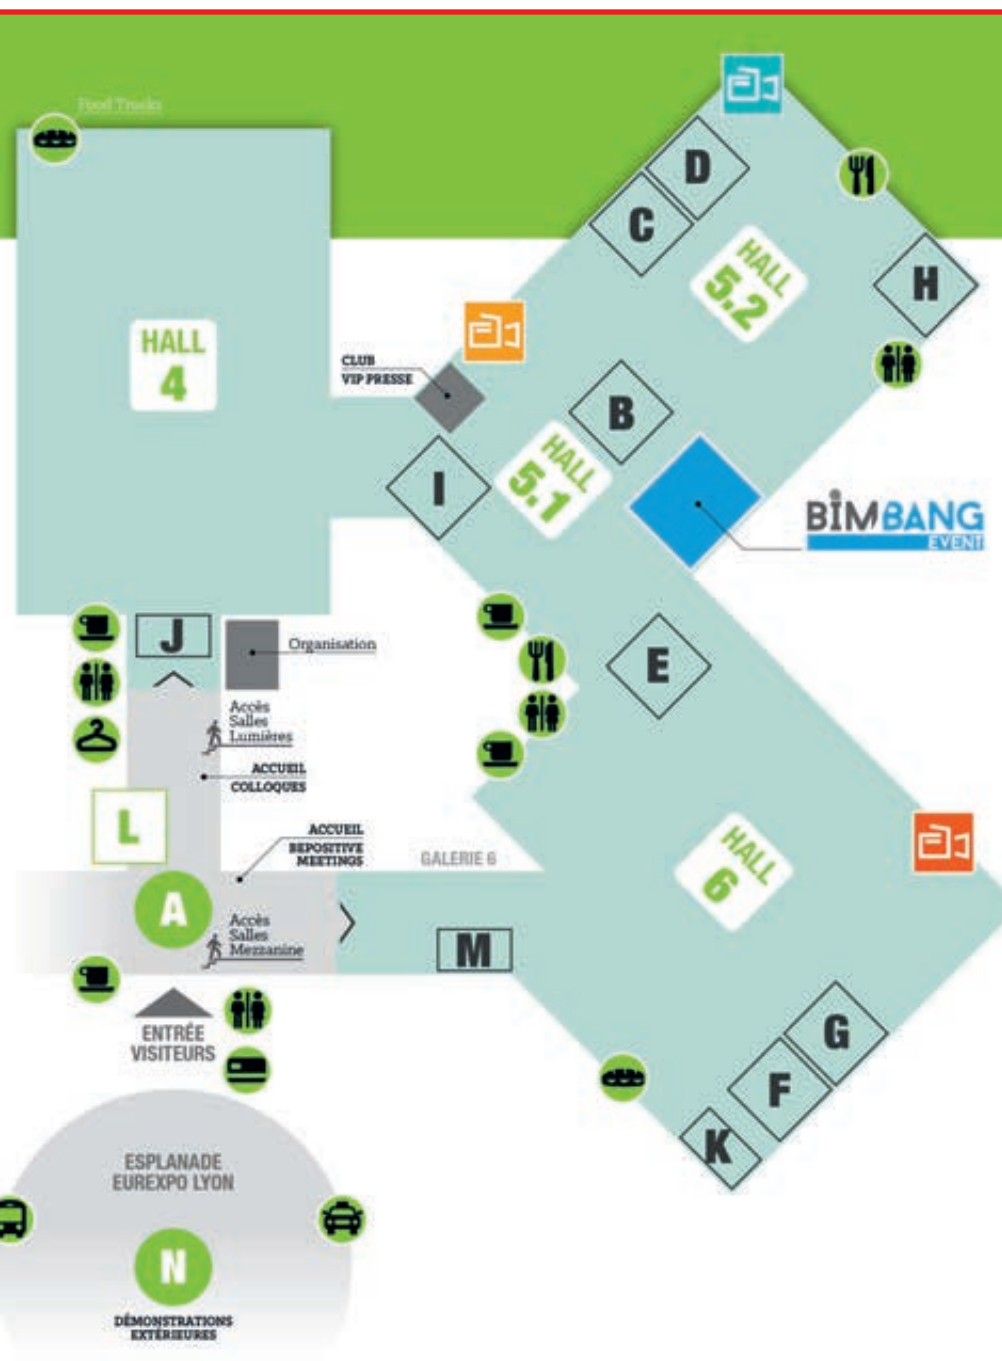 Food Trucks
D
C
HALL
5.2
H
HALL
4
CLUB
VIP PRESSE
B
HALL
5.1
I
BIMBANG
EVENT
J
Organisation
E
Accès
Salles
Lumières
ACCUEIL
COLLOQUES
L
ACCUEIL
BEPOSITIVE
MEETINGS
GALERIE 6
HALL
6
A
Accès
Salles
Mezzanine
M
ENTRÉE
VISITEURS
G
F
K
ESPLANADE
EUREXPO LYON
N
DÉMONSTRATIONS
EXTÉRIEURES